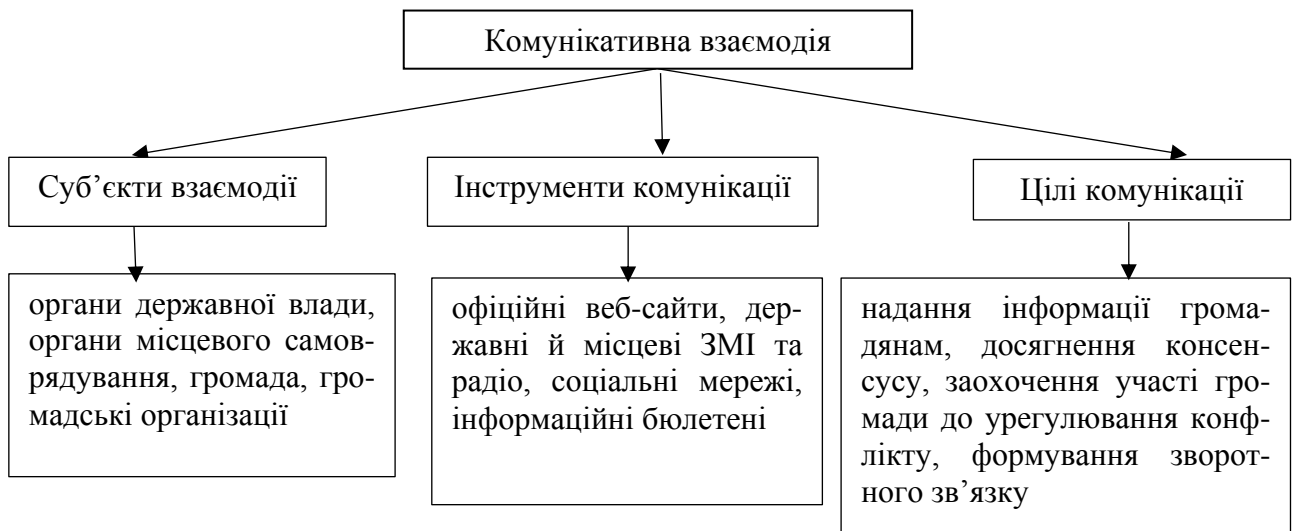 Комунікативна взаємодія
Суб’єкти взаємодії
Інструменти комунікації
Цілі комунікації
органи державної влади,
органи місцевого самов-
рядування, громада, гро-
мадські організації
офіційні веб-сайти, дер-
жавні й місцеві ЗМІ та
радіо, соціальні мережі,
інформаційні бюлетені
надання інформації грома-
дянам, досягнення консен-
сусу, заохочення участі гро-
мади до урегулювання конф-
лікту, формування зворот-
ного зв’язку